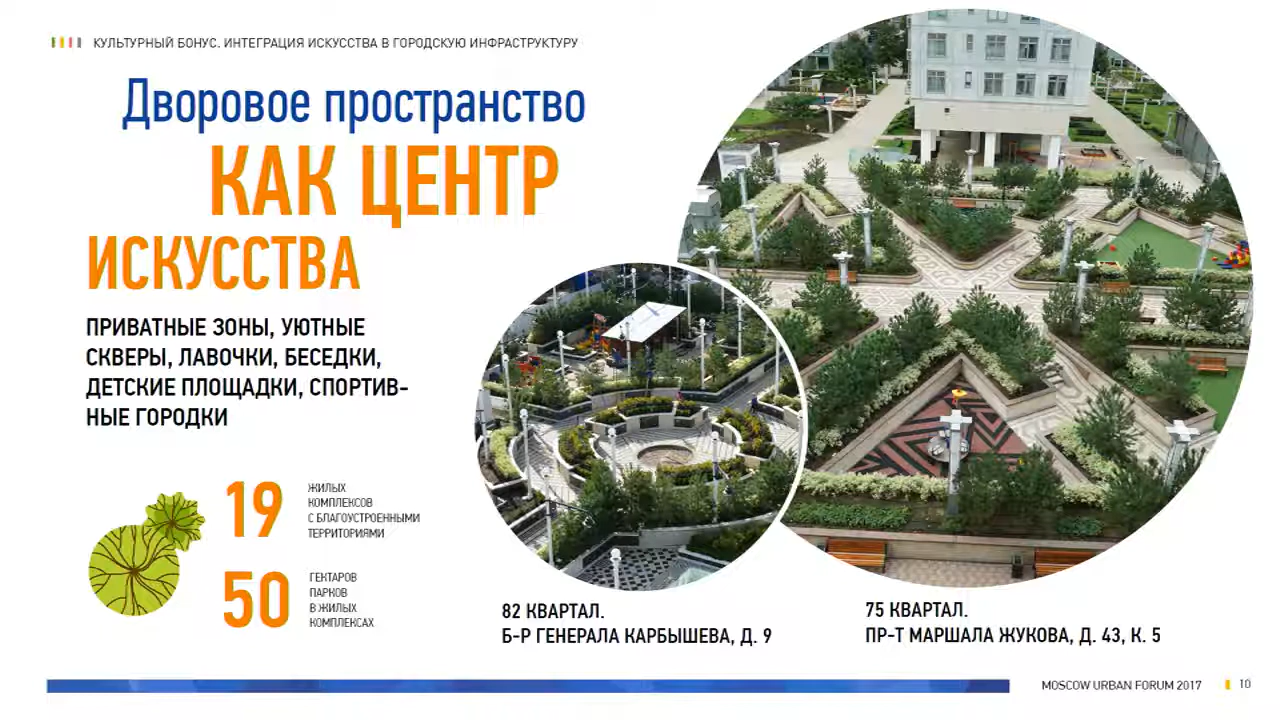 КУЛЬТУРНЫЙ БОНУС. ИНТЕГРАЦИЯ ИСКУССТВА В ГОРОДСКУЮ ИНФРАСТРУКТУРУ
Дворовое пространство
КАК ЦЕНТР
ИСКУССТВА
ПРИВАТНЫЕ ЗОНЫ, УЮТНЫЕ
СКВЕРЫ, ЛАВОЧКИ, БЕСЕДКИ,
ДЕТСКИЕ ПЛОЩАДКИ, СПОРТИВ-
НЫЕ ГОРОДКИ
19
ЖИЛЫХ
КОМПЛЕКСОВ
С БЛАГОУСТРОЕННЫМИ
ТЕРРИТОРИЯМИ
50
ГЕКТАРОВ
ПАРКОВ
В ЖИЛЫХ
КОМПЛЕКСАХ
82 КВАРТАЛ.
Б-Р ГЕНЕРАЛА КАРБЫШЕВА, Д. 9
75 КВАРТАЛ.
ПР-Т МАРШАЛА ЖУКОВА, Д. 43, К. 5
MOSCOW URBAN FORUM 2017
10